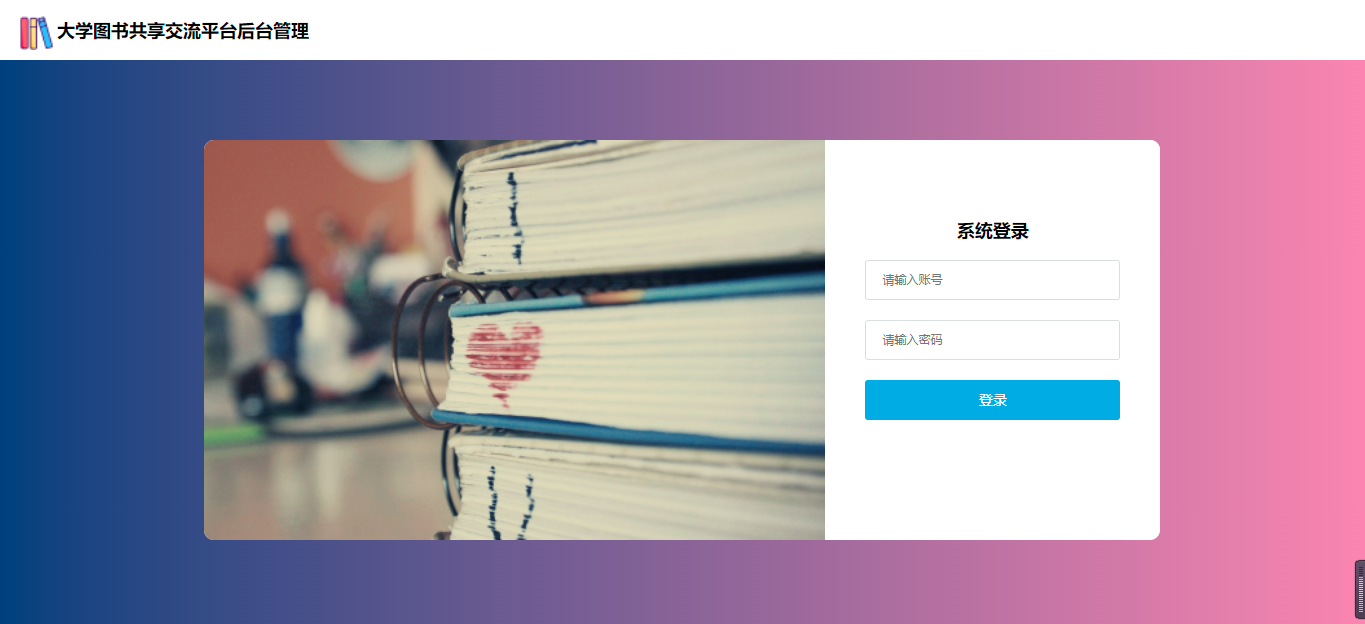 大学图书共享交流平台后台管理
系统登录
请输入账号
请输入密码
登录